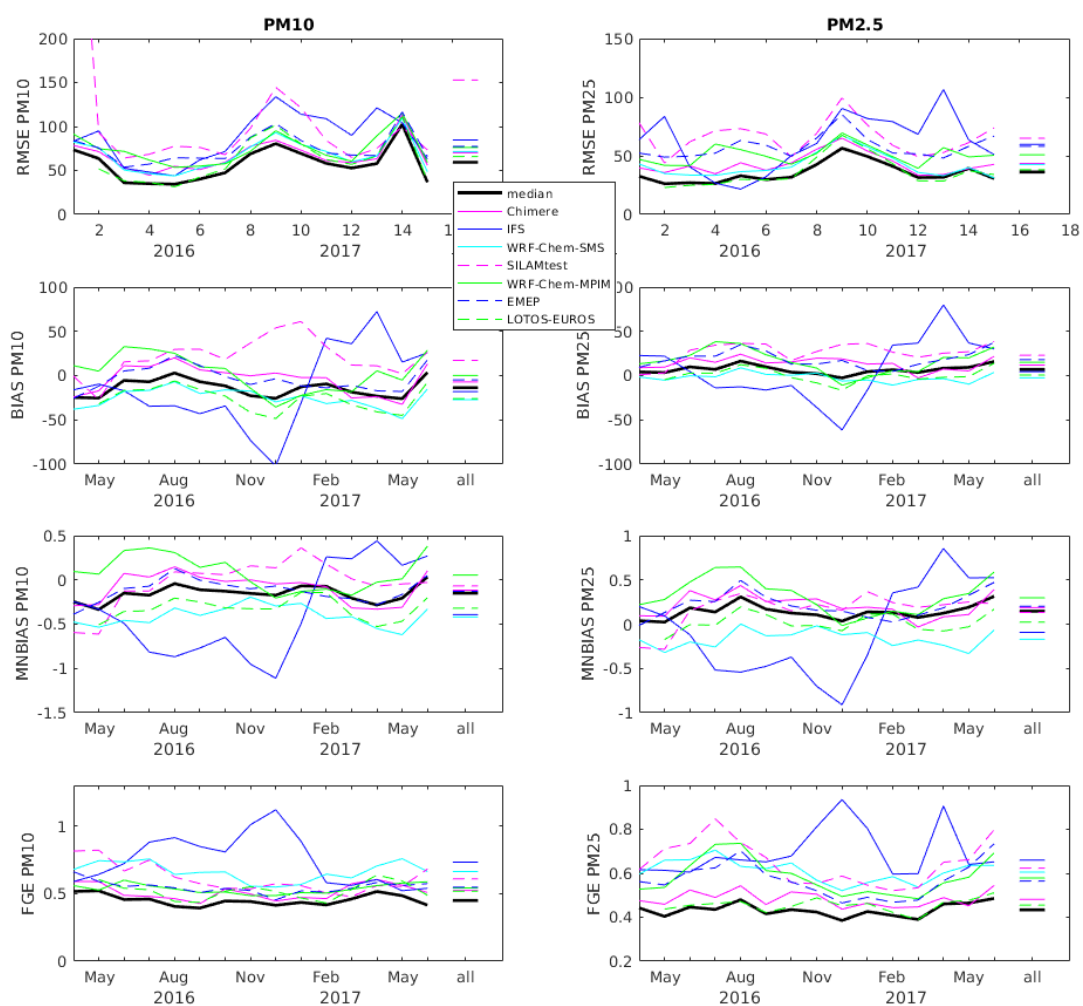 PM10
PM2.5
RMSE PM10
200
150
100
50
0
2 4 6 8 10 12 14
2016 2017
RMSE PM25
150
100
50
0
2 4 6 8 10 12 14 16 18
2016 2017
median
Chimere
IFS
WRF-Chem-SMS
SILAMtest
WRF-Chem-MPIM
EMEP
LOTOS-EUROS
BIAS PM10
100
50
0
-50
-100
May Aug Nov Feb May all
2016 2017
BIAS PM25
50
0
-50
-100
May Aug Nov Feb May all
2016 2017
MNBIAS PM10
0.5
0
-0.5
-1
-1.5
May Aug Nov Feb May all
2016 2017
MNBIAS PM25
1
0.5
0
-0.5
-1
May Aug Nov Feb May all
2016 2017
FGE PM10
1
0.5
0
May Aug Nov Feb May all
2016 2017
FGE PM25
1
0.8
0.6
0.4
0.2
May Aug Nov Feb May all
2016 2017